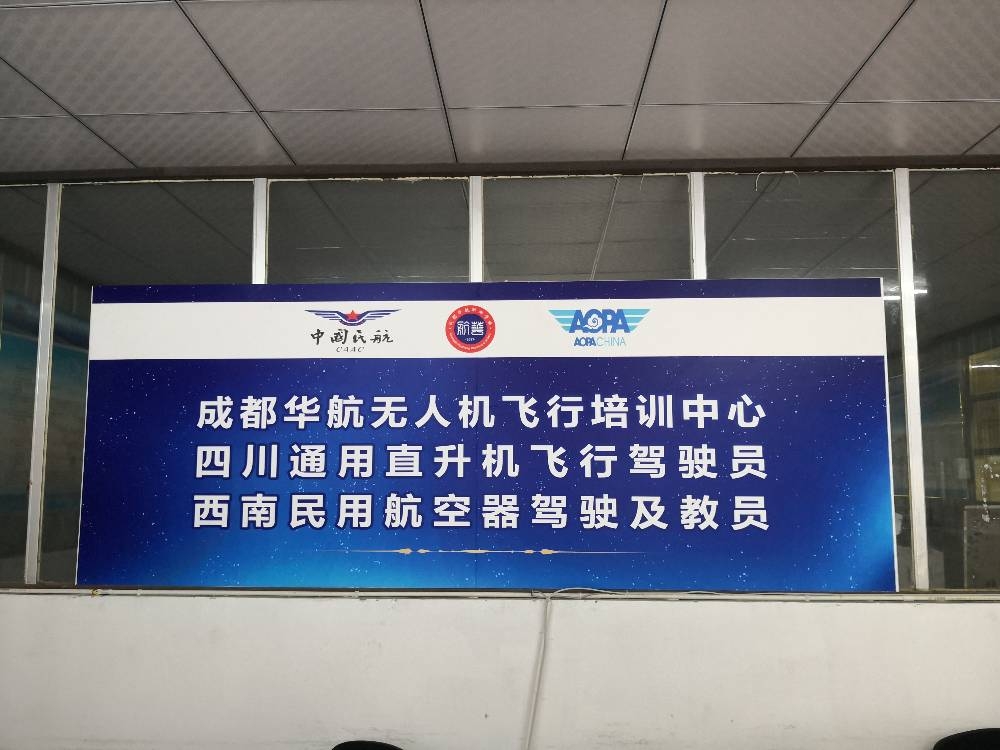 中国民航
CAAC
AOPA
AOPA CHINA
成都华航无人机飞行培训中心
四川通用直升机飞行驾驶员
西南民用航空器驾驶及教员